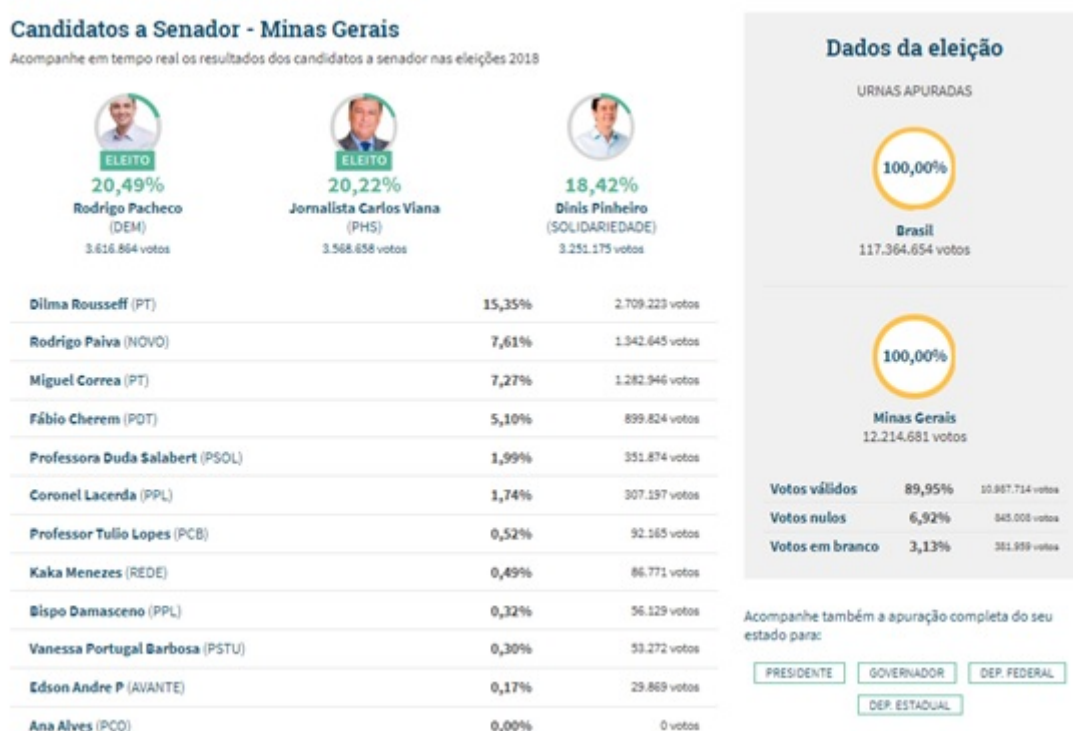 Candidatos a Senador - Minas Gerais
Acompanhe em tempo real os resultados dos candidatos a senador nas eleições 2018
ELEITO
20,49%
Rodrigo Pacheco
(DEM)
3.616.864 votos
ELEITO
20,22%
Jornalista Carlos Viana
(PHS)
3.568.658 votos
18,42%
Dinis Pinheiro
(SOLIDARIEDADE)
3.251.175 votos
Dilma Rousseff (PT) 15,35% 2.709.223 votos
Rodrigo Paiva (NOVO) 7,61% 1.342.645 votos
Miguel Correa (PT) 7,27% 1.282.946 votos
Fábio Cherem (PDT) 5,10% 899.824 votos
Professora Duda Salabert (PSOL) 1,99% 351.874 votos
Coronel Lacerda (PPL) 1,74% 307.197 votos
Professor Tulio Lopes (PCB) 0,52% 92.165 votos
Kaka Menezes (REDE) 0,49% 86.771 votos
Bispo Damasceno (PPL) 0,32% 56.129 votos
Vanessa Portugal Barbosa (PSTU) 0,30% 53.272 votos
Edson Andre P (AVANTE) 0,17% 29.869 votos
Ana Alves (PCO) 0,00% 0 votos
Dados da eleição
URNAS APURADAS
100,00%
Brasil
117.364.654 votos
100,00%
Minas Gerais
12.214.681 votos
Votos válidos 89,95% 10.987.714 votos
Votos nulos 6,92% 845.008 votos
Votos em branco 3,13% 381.959 votos
Acompanhe também a apuração completa do seu
estado para:
PRESIDENTE GOVERNADOR DEP. FEDERAL
DEP. ESTADUAL